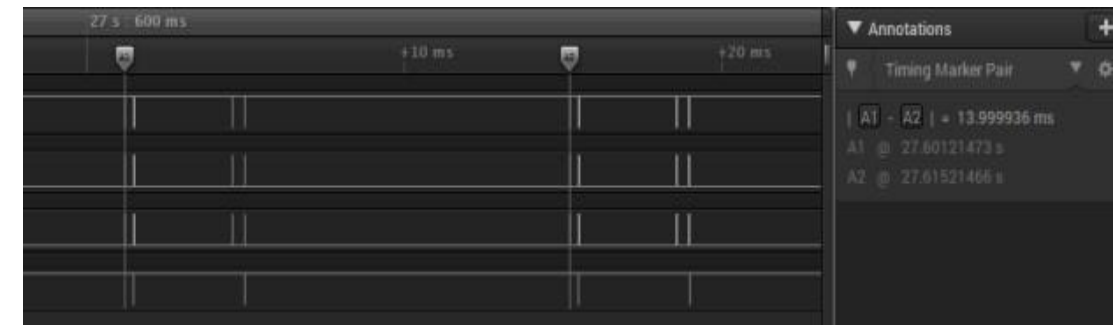 27 s : 600 ms
+10 ms
+20 ms
▼ Annotations +
Timing Marker Pair
| A1 - A2 | = 13.999936 ms
A1 @ 27.60121473 s
A2 @ 27.61521466 s